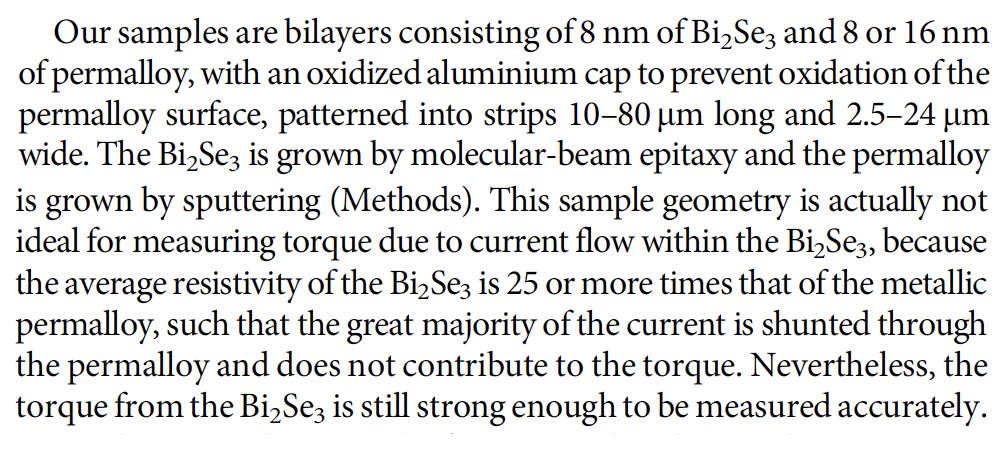 Our samples are bilayers consisting of 8 nm of Bi₂Se₃ and 8 or 16 nm
of permalloy, with an oxidized aluminium cap to prevent oxidation of the
permalloy surface, patterned into strips 10–80 μm long and 2.5–24 μm
wide. The Bi₂Se₃ is grown by molecular-beam epitaxy and the permalloy
is grown by sputtering (Methods). This sample geometry is actually not
ideal for measuring torque due to current flow within the Bi₂Se₃, because
the average resistivity of the Bi₂Se₃ is 25 or more times that of the metallic
permalloy, such that the great majority of the current is shunted through
the permalloy and does not contribute to the torque. Nevertheless, the
torque from the Bi₂Se₃ is still strong enough to be measured accurately.